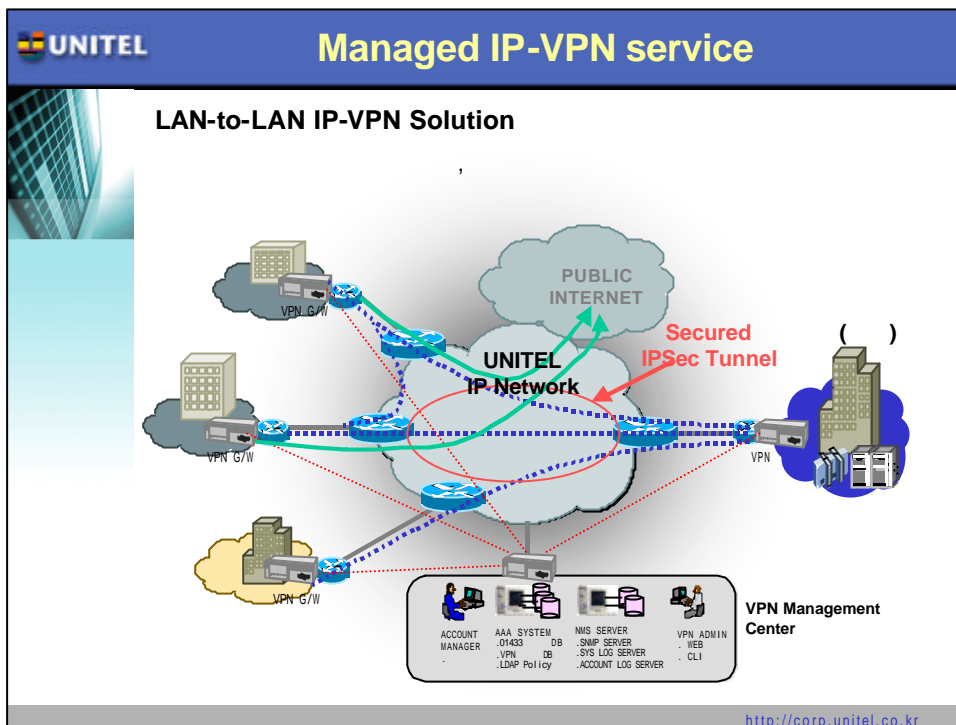 UNITEL
Managed IP-VPN service
LAN-to-LAN IP-VPN Solution
,
PUBLIC
INTERNET
VPN G/W
UNITEL
IP Network
Secured
IPSec Tunnel
( )
VPN G/W
VPN
VPN G/W
ACCOUNT
MANAGER
.
AAA SYSTEM
.01433 DB
.VPN DB
.LDAP Policy
NMS SERVER
.SNMP SERVER
.SYS LOG SERVER
.ACCOUNT LOG SERVER
VPN ADMIN
. WEB
. CLI
VPN Management
Center
http://corp.unitel.co.kr